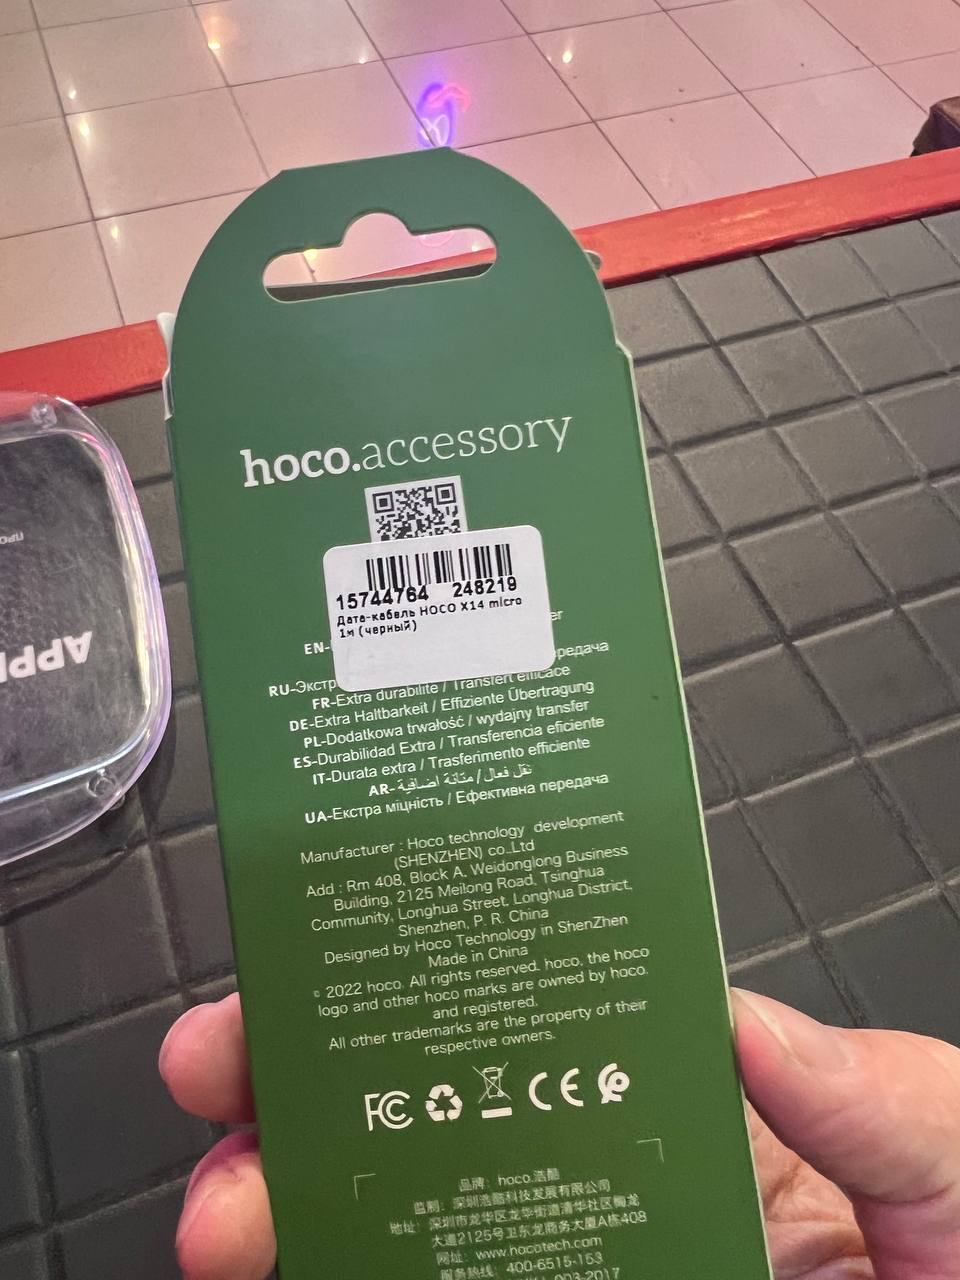 hoco.accessory
15744764 248219
Дата-кабель HOCO X14 micro
1м (черный)
EN-
RU-Экстр
FR-Extra durabilité / Transfert efficace
DE-Extra Haltbarkeit / Effiziente Übertragung
PL-Dodatkowa trwałość / wydajny transfer
ES-Durabilidad Extra / Transferencia eficiente
IT-Durata extra / Trasferimento efficiente
AR-نقل فعال / متانة اضافية
UA-Екстра міцність / Ефективна передача
Manufacturer : Hoco technology development
(SHENZHEN) co.,Ltd
Add : Rm 408, Block A, Weidonglong Business
Building, 2125 Meilong Road, Tsinghua
Community, Longhua Street, Longhua District,
Shenzhen, P. R. China
Designed by Hoco Technology in ShenZhen
Made in China
© 2022 hoco. All rights reserved. hoco. the hoco
logo and other hoco marks are owned by hoco.
and registered.
All other trademarks are the property of their
respective owners.
FC CE
品牌: hoco.浩酷
监制: 深圳浩酷科技发展有限公司
地址: 深圳市龙华区龙华街道清华社区梅龙
大道2125号卫东龙商务大厦A栋408
网址: www.hocotech.com
服务热线: 400-6515-153
003-2017
APPL